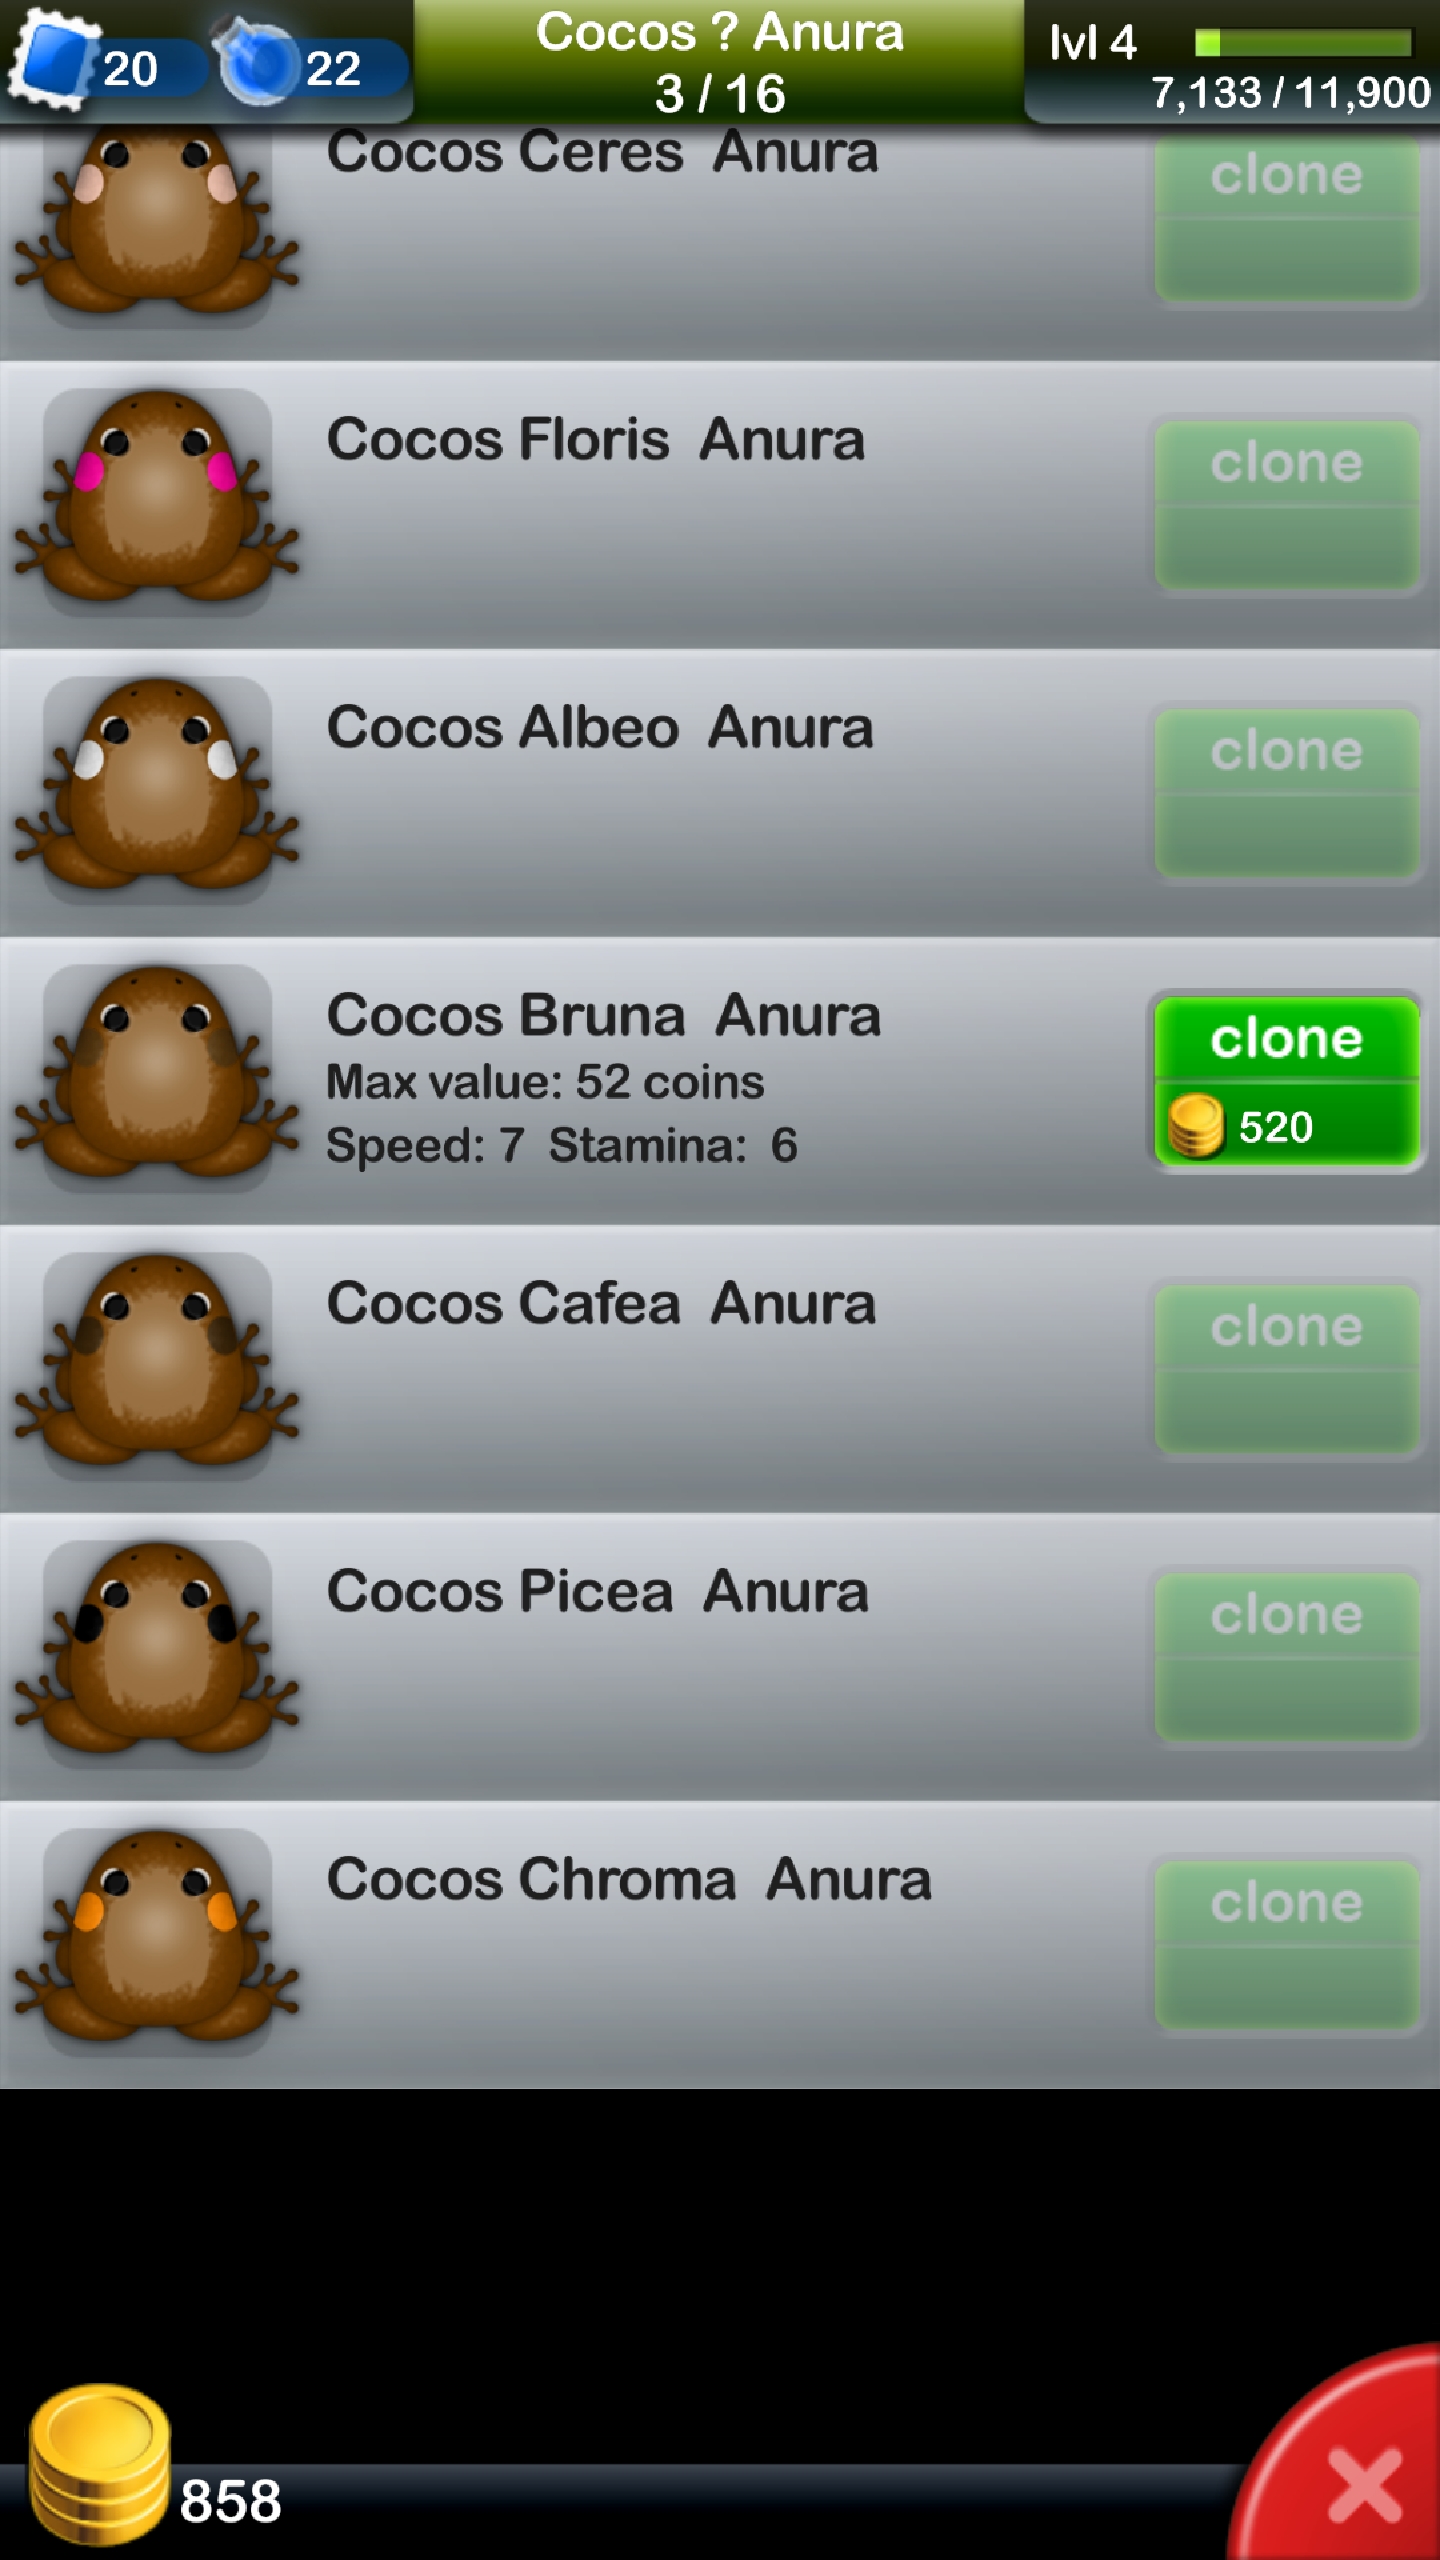 20
22
Cocos ? Anura
3 / 16
lvl 4
7,133 / 11,900
Cocos Ceres Anura
clone
Cocos Floris Anura
clone
Cocos Albeo Anura
clone
Cocos Bruna Anura
Max value: 52 coins
Speed: 7 Stamina: 6
clone
520
Cocos Cafea Anura
clone
Cocos Picea Anura
clone
Cocos Chroma Anura
clone
858